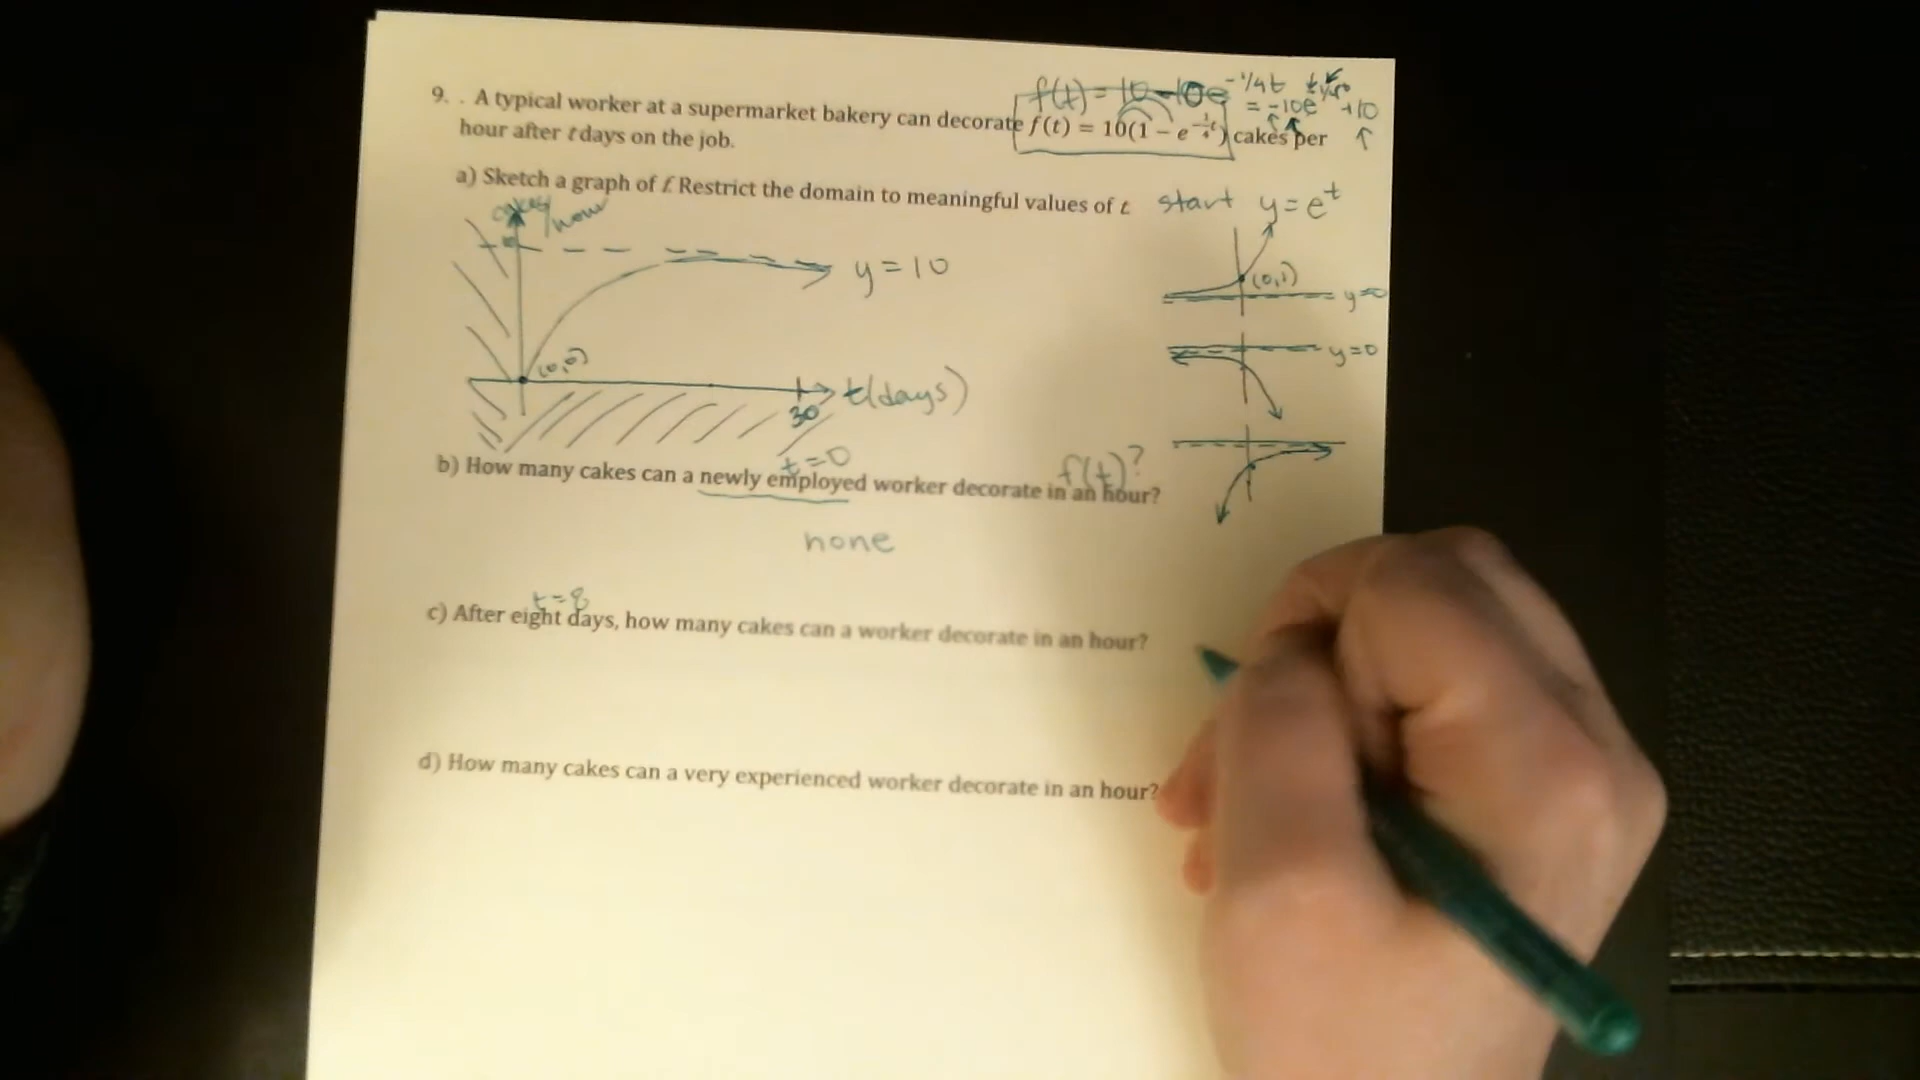 f(t) = 10 - 10e^-1/4t
= -10e +10
9. . A typical worker at a supermarket bakery can decorate f(t) = 10(1 - e^-1/4 t) cakes per
hour after t days on the job.
a) Sketch a graph of f. Restrict the domain to meaningful values of t.
start y = e^t
cakes/hour
10
y = 10
(0,1)
y=0
y=0
(0,0)
30
t(days)
t=0
f(t)?
b) How many cakes can a newly employed worker decorate in an hour?
none
t=8
c) After eight days, how many cakes can a worker decorate in an hour?
d) How many cakes can a very experienced worker decorate in an hour?